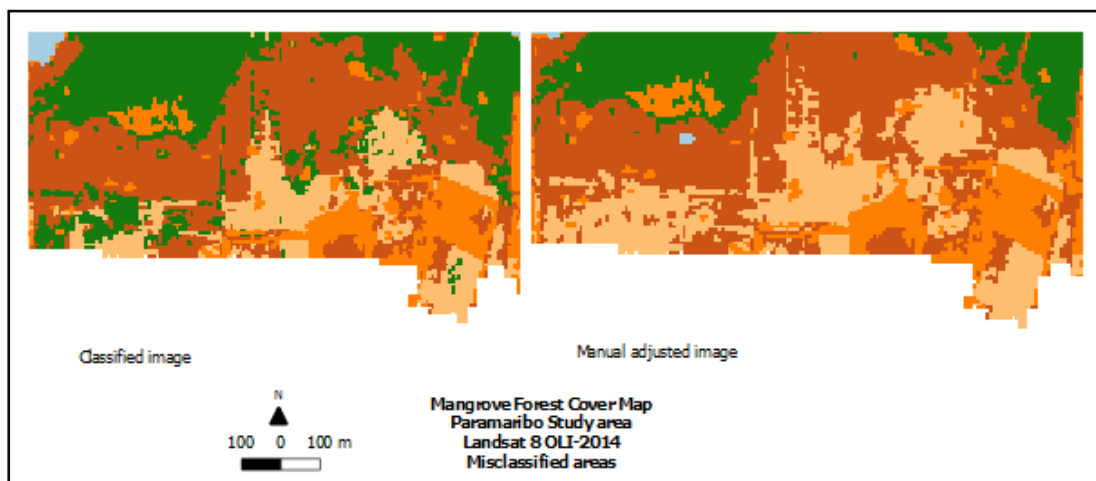 Classified image
Manual adjusted image
N
100 0 100 m
Mangrove Forest Cover Map
Paramaribo Study area
Landsat 8 OLI-2014
Misclassified areas